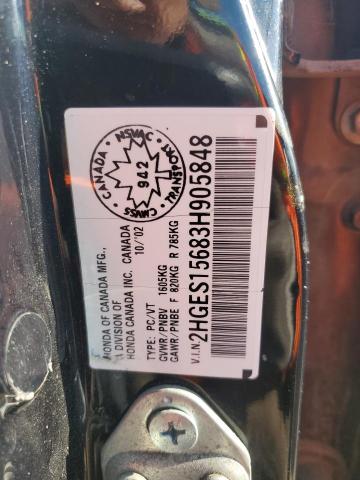 CANADA
NSVAC
TRANSPORT
CMVSS
942
HONDA OF CANADA MFG.,
A DIVISION OF
HONDA CANADA INC. CANADA
10/'02
TYPE: PC/VT
GVWR/PNBV 1605KG
GAWR/PNBE F 820KG R 785KG
V.I.N. 2HGES15683H905848